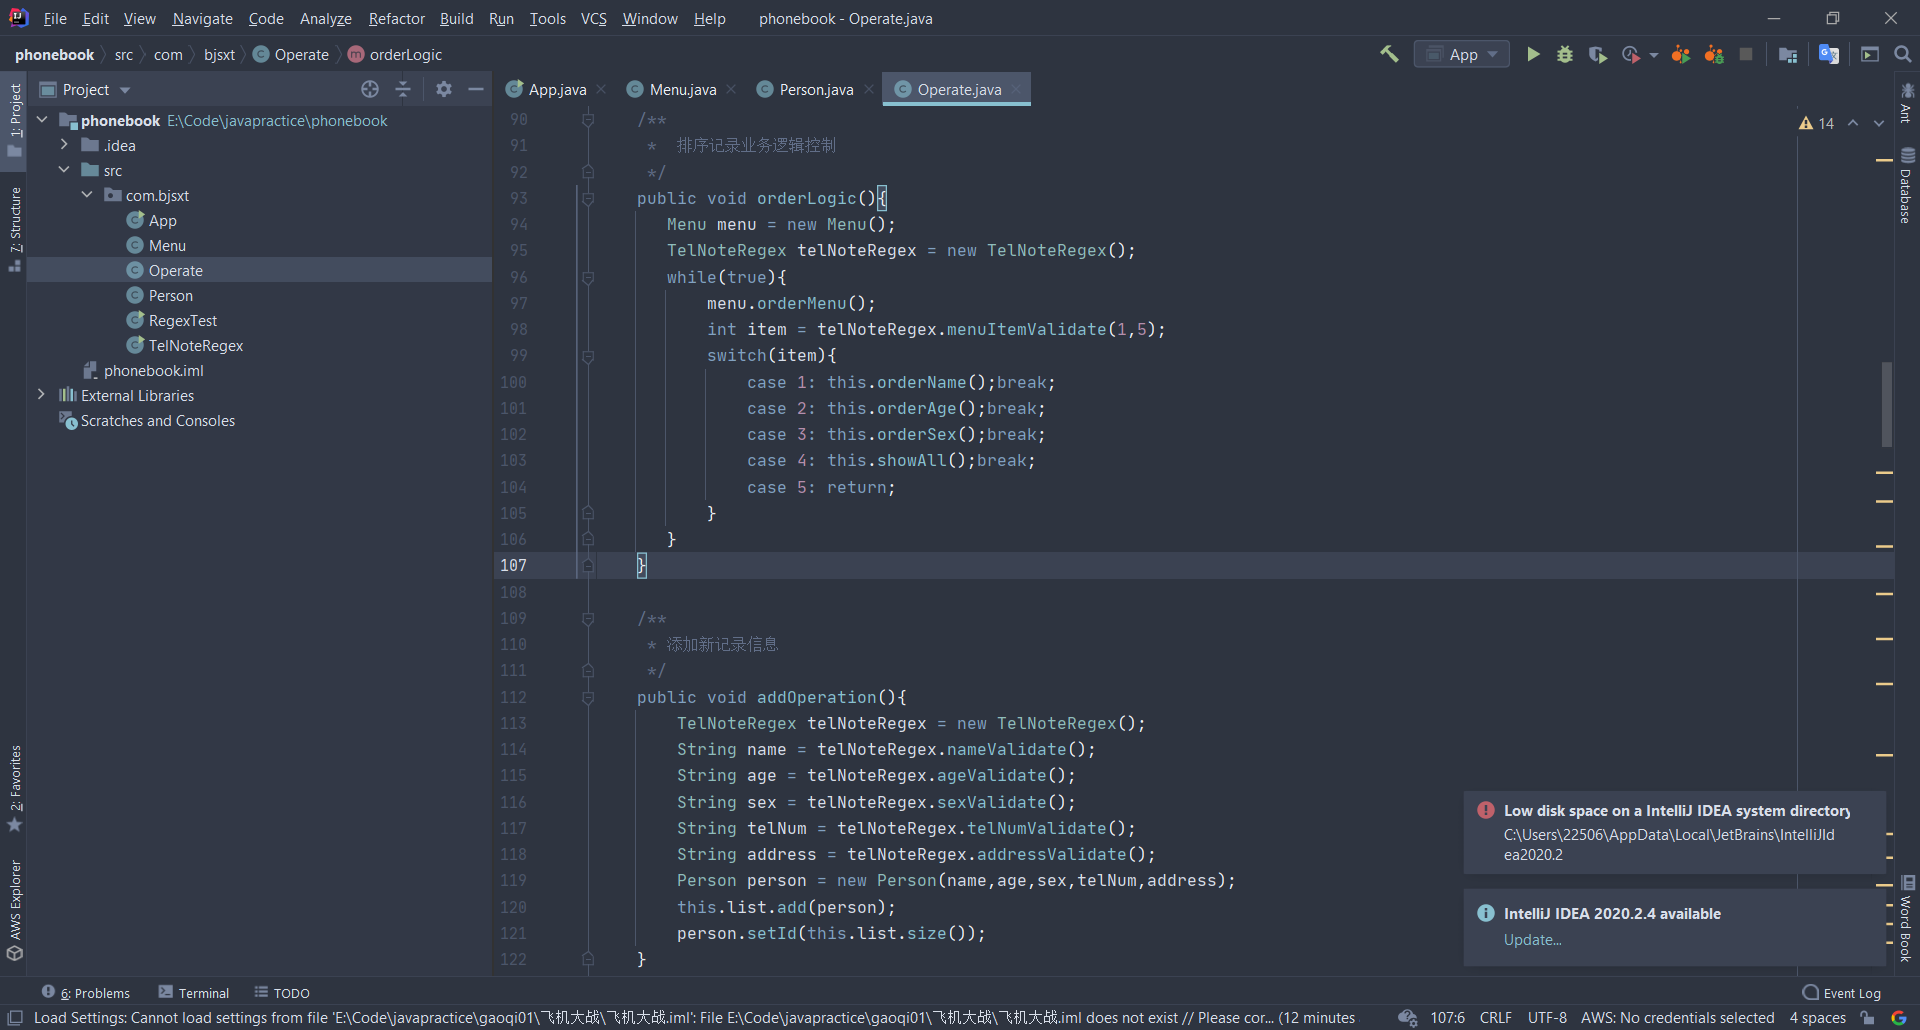 File Edit View Navigate Code Analyze Refactor Build Run Tools VCS Window Help phonebook - Operate.java
phonebook src com bjsxt Operate orderLogic App
1: Project
7: Structure
2: Favorites
AWS Explorer
Project
phonebook E:\Code\javapractice\phonebook
.idea
src
com.bjsxt
App
Menu
Operate
Person
RegexTest
TelNoteRegex
phonebook.iml
External Libraries
Scratches and Consoles
App.java Menu.java Person.java Operate.java
14
90 /**
91 * 排序记录业务逻辑控制
92 */
93 public void orderLogic(){
94 Menu menu = new Menu();
95 TelNoteRegex telNoteRegex = new TelNoteRegex();
96 while(true){
97 menu.orderMenu();
98 int item = telNoteRegex.menuItemValidate(1,5);
99 switch(item){
100 case 1: this.orderName();break;
101 case 2: this.orderAge();break;
102 case 3: this.orderSex();break;
103 case 4: this.showAll();break;
104 case 5: return;
105 }
106 }
107 }
108
109 /**
110 * 添加新记录信息
111 */
112 public void addOperation(){
113 TelNoteRegex telNoteRegex = new TelNoteRegex();
114 String name = telNoteRegex.nameValidate();
115 String age = telNoteRegex.ageValidate();
116 String sex = telNoteRegex.sexValidate();
117 String telNum = telNoteRegex.telNumValidate();
118 String address = telNoteRegex.addressValidate();
119 Person person = new Person(name,age,sex,telNum,address);
120 this.list.add(person);
121 person.setId(this.list.size());
122 }
Ant
Database
Word Book
Low disk space on a IntelliJ IDEA system directory
C:\Users\22506\AppData\Local\JetBrains\IntelliJId
ea2020.2
IntelliJ IDEA 2020.2.4 available
Update...
6: Problems Terminal TODO Event Log
Load Settings: Cannot load settings from file 'E:\Code\javapractice\gaoqi01\飞机大战\飞机大战.iml': File E:\Code\javapractice\gaoqi01\飞机大战\飞机大战.iml does not exist // Please cor... (12 minutes 107:6 CRLF UTF-8 AWS: No credentials selected 4 spaces